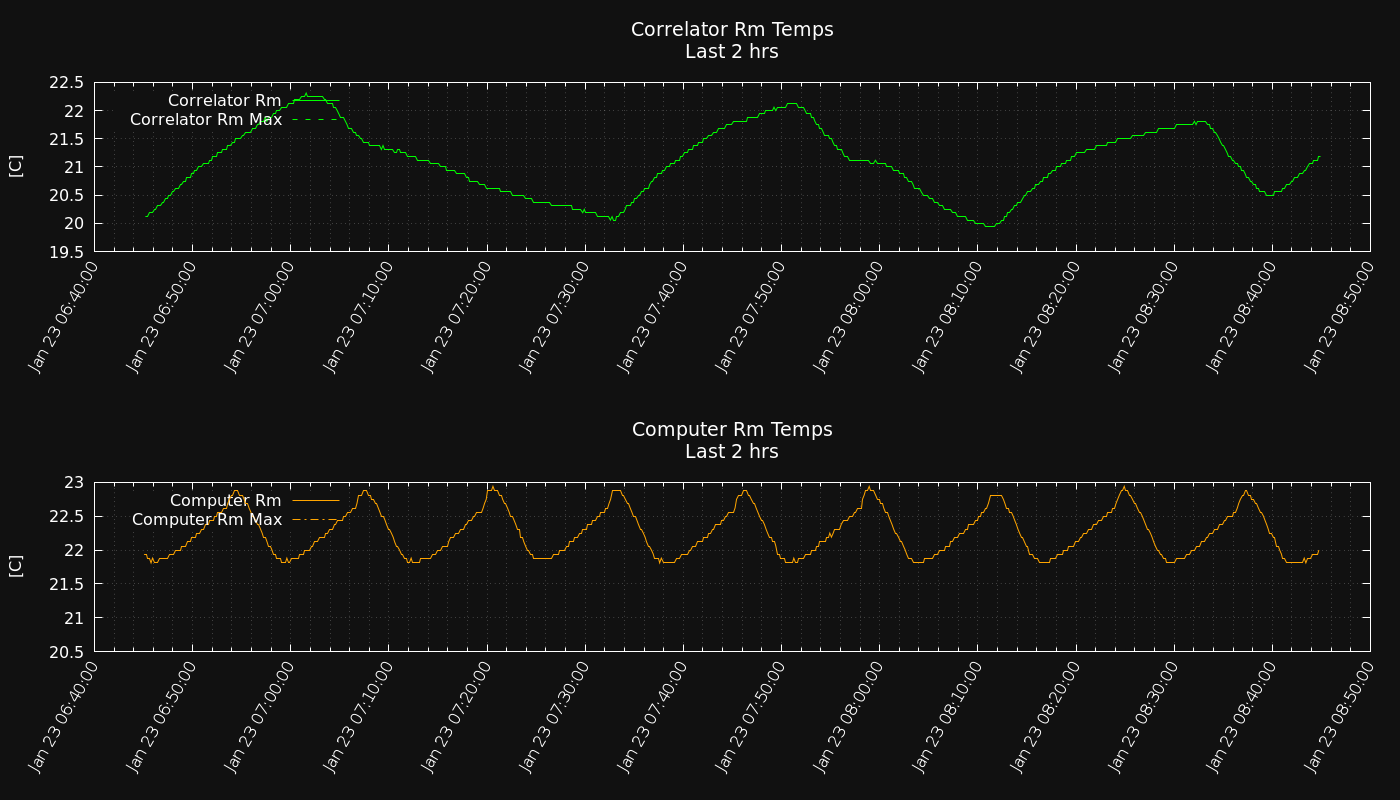 Correlator Rm Temps
Last 2 hrs
22.5
22
21.5
21
20.5
20
19.5
[C]
Correlator Rm
Correlator Rm Max
Jan 23 06:40:00
Jan 23 06:50:00
Jan 23 07:00:00
Jan 23 07:10:00
Jan 23 07:20:00
Jan 23 07:30:00
Jan 23 07:40:00
Jan 23 07:50:00
Jan 23 08:00:00
Jan 23 08:10:00
Jan 23 08:20:00
Jan 23 08:30:00
Jan 23 08:40:00
Jan 23 08:50:00
Computer Rm Temps
Last 2 hrs
23
22.5
22
21.5
21
20.5
[C]
Computer Rm
Computer Rm Max
Jan 23 06:40:00
Jan 23 06:50:00
Jan 23 07:00:00
Jan 23 07:10:00
Jan 23 07:20:00
Jan 23 07:30:00
Jan 23 07:40:00
Jan 23 07:50:00
Jan 23 08:00:00
Jan 23 08:10:00
Jan 23 08:20:00
Jan 23 08:30:00
Jan 23 08:40:00
Jan 23 08:50:00